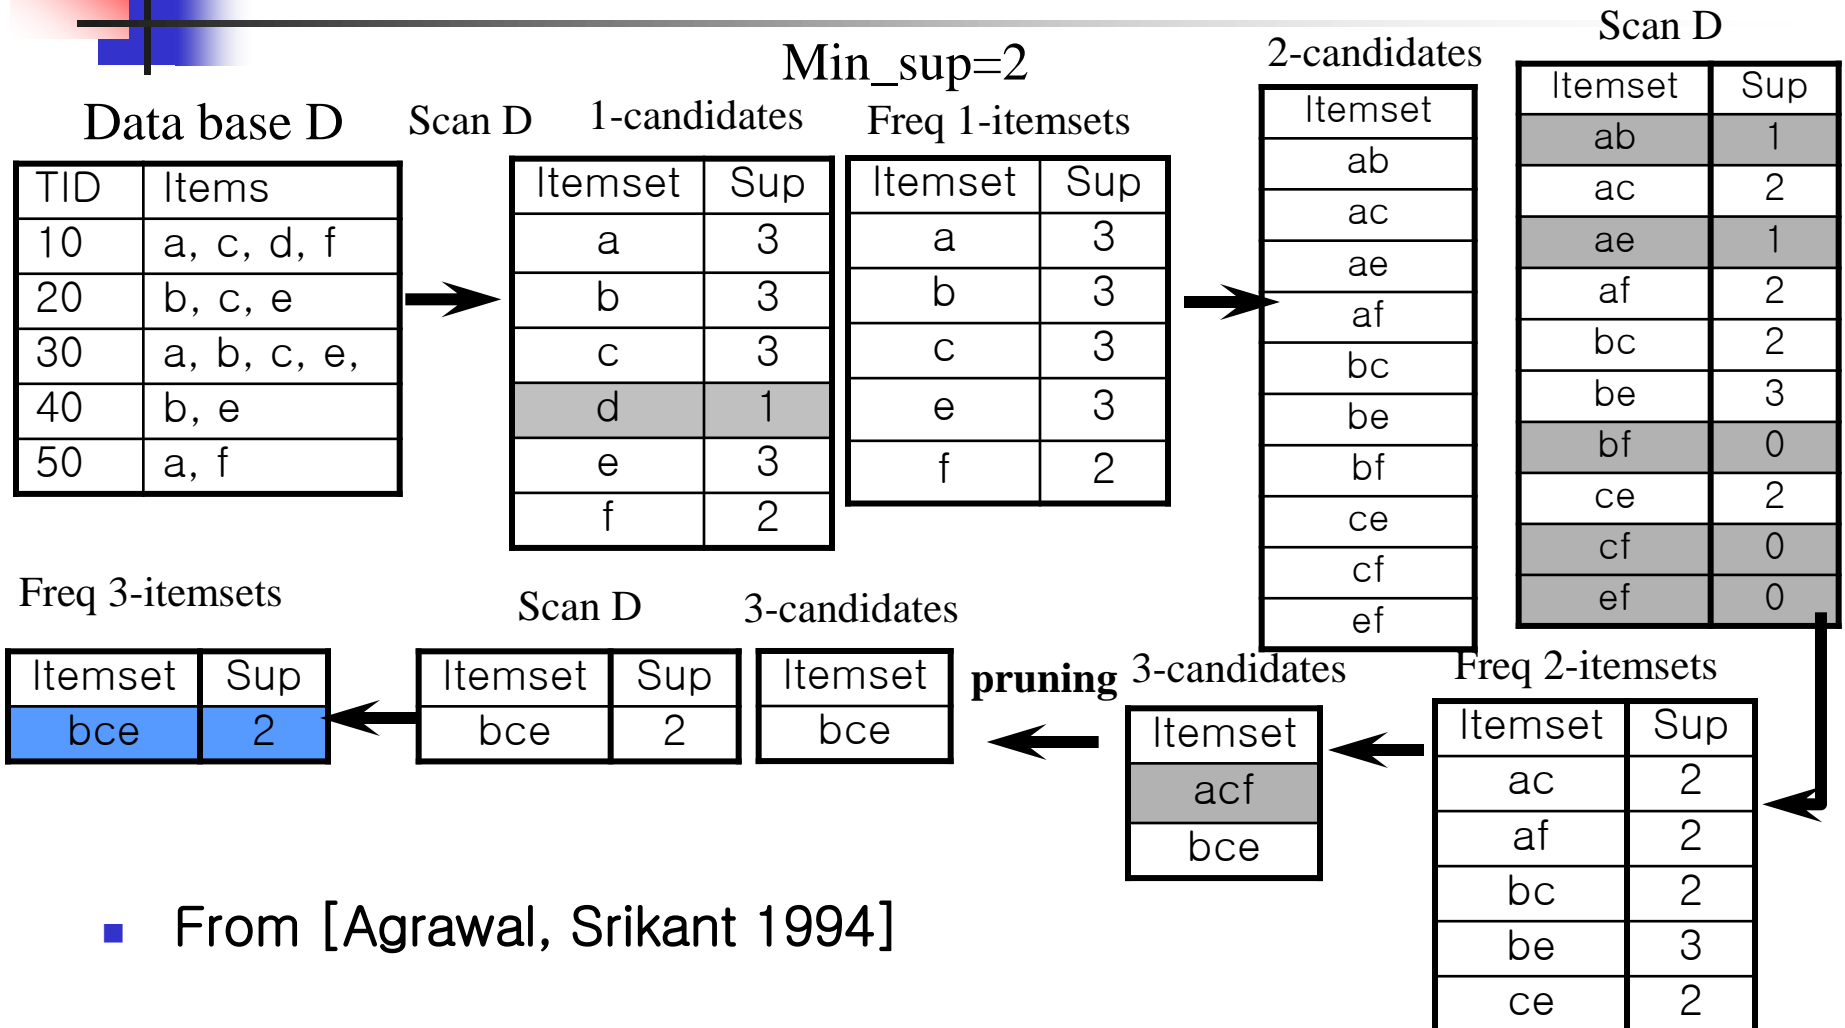 Min_sup=2
Data base D
TID Items
10 a, c, d, f
20 b, c, e
30 a, b, c, e,
40 b, e
50 a, f
Scan D
1-candidates
Itemset Sup
a 3
b 3
c 3
d 1
e 3
f 2
Freq 1-itemsets
Itemset Sup
a 3
b 3
c 3
e 3
f 2
2-candidates
Itemset
ab
ac
ae
af
bc
be
bf
ce
cf
ef
Scan D
Itemset Sup
ab 1
ac 2
ae 1
af 2
bc 2
be 3
bf 0
ce 2
cf 0
ef 0
Freq 2-itemsets
Itemset Sup
ac 2
af 2
bc 2
be 3
ce 2
3-candidates
Itemset
acf
bce
pruning
3-candidates
Itemset
bce
Scan D
Itemset Sup
bce 2
Freq 3-itemsets
Itemset Sup
bce 2
From [Agrawal, Srikant 1994]